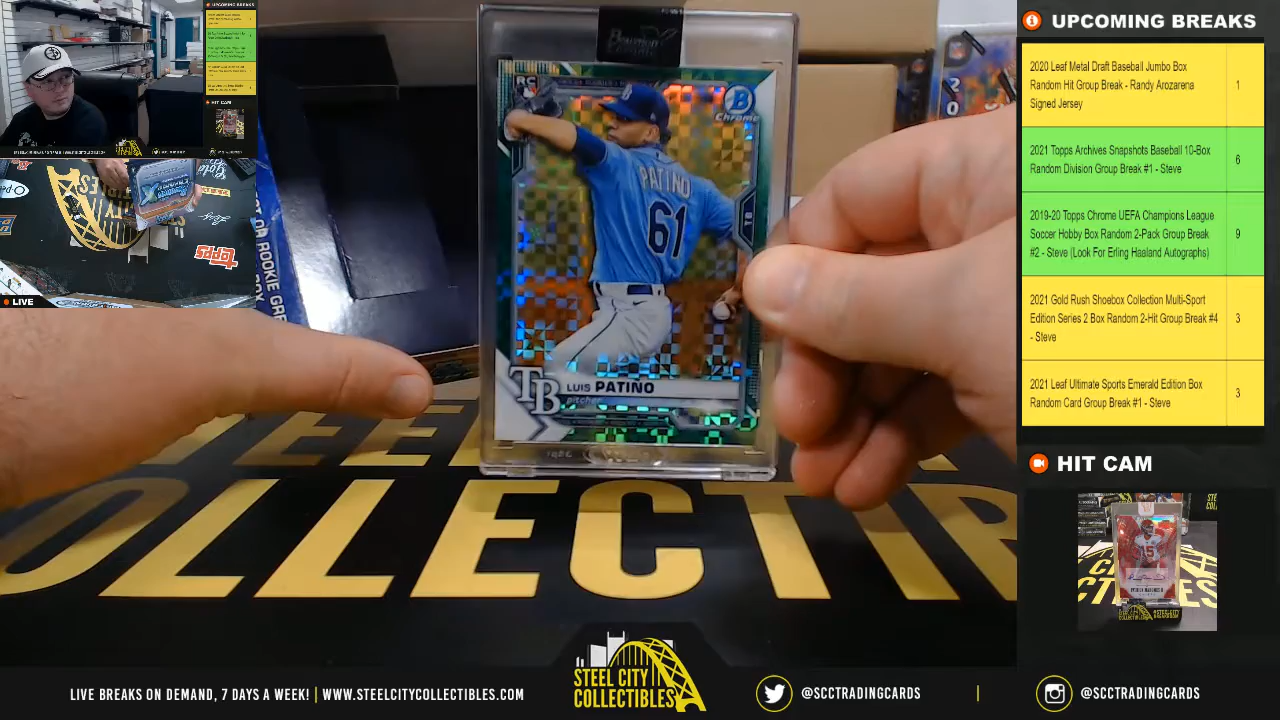 UPCOMING BREAKS
2020 Leaf Metal Draft Baseball Jumbo Box
Random Hit Group Break - Randy Arozarena
Signed Jersey
1
2021 Topps Archives Snapshots Baseball 10-Box
Random Division Group Break #1 - Steve
6
2019-20 Topps Chrome UEFA Champions League
Soccer Hobby Box Random 2-Pack Group Break
#2 - Steve (Look For Erling Haaland Autographs)
9
2021 Gold Rush Shoebox Collection Multi-Sport
Edition Series 2 Box Random 2-Hit Group Break #4
- Steve
3
2021 Leaf Ultimate Sports Emerald Edition Box
Random Card Group Break #1 - Steve
3
HIT CAM
LIVE
Topps
RC
B
Chrome
PATIÑO
61
TB
LUIS PATIÑO
pitcher
COLLECTIB
STEEL CITY
COLLECTIBLES
LIVE BREAKS ON DEMAND, 7 DAYS A WEEK! | WWW.STEELCITYCOLLECTIBLES.COM
@SCCTRADINGCARDS | @SCCTRADINGCARDS